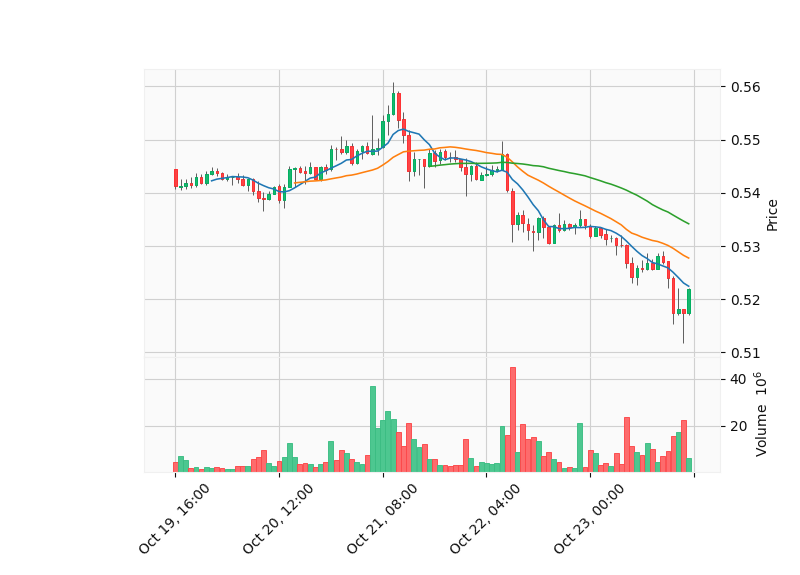 0.56
0.55
0.54
0.53
0.52
0.51
Price
40
20
Volume 10^6
Oct 19, 16:00
Oct 20, 12:00
Oct 21, 08:00
Oct 22, 04:00
Oct 23, 00:00